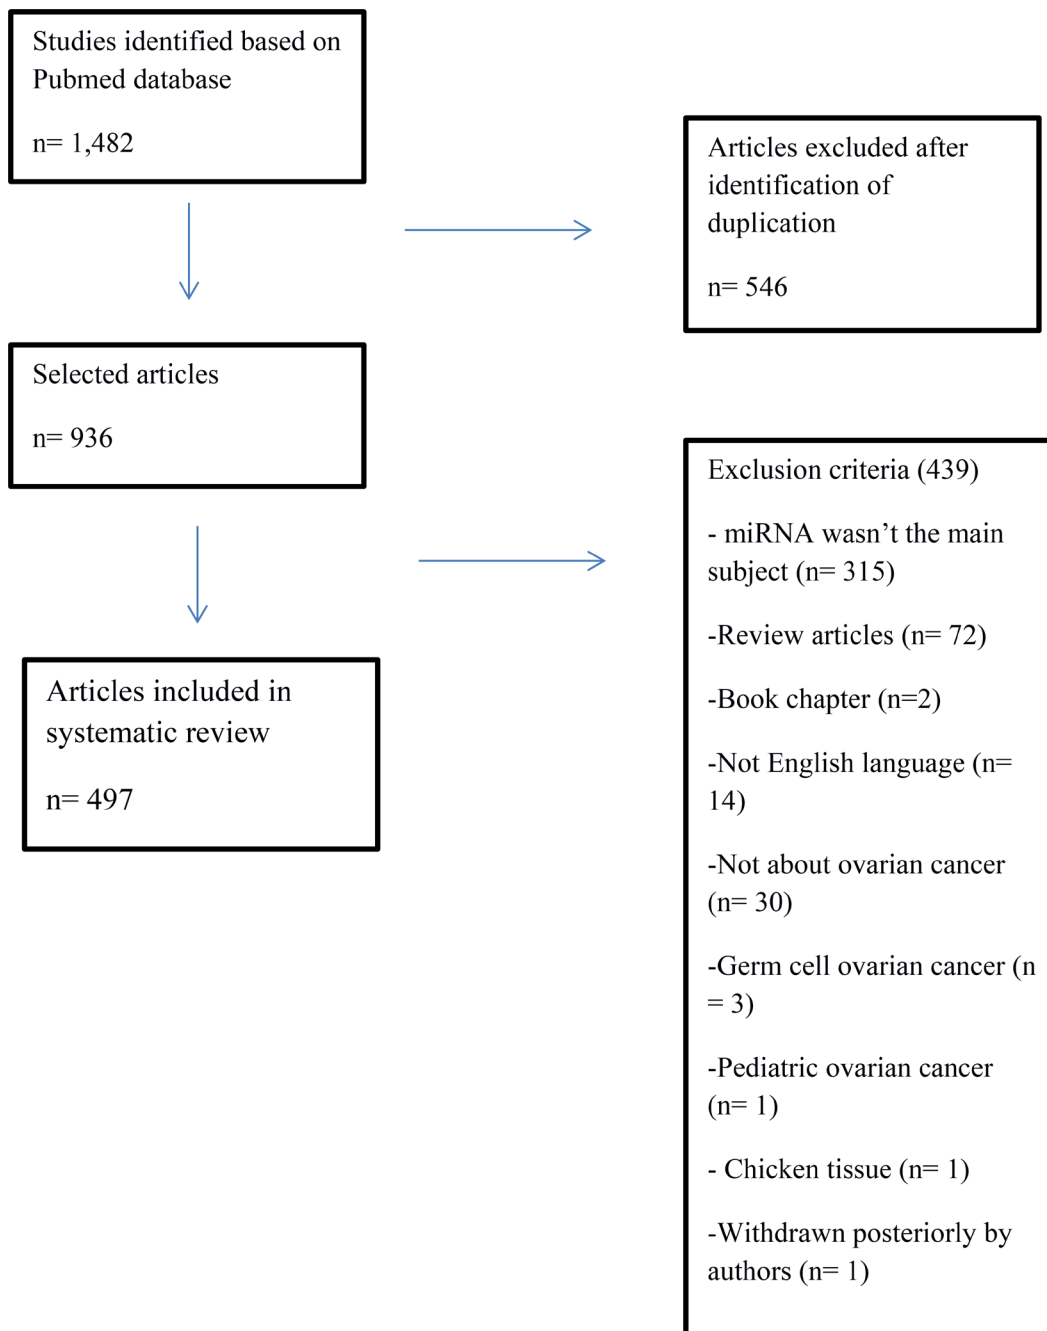 Studies identified based on
Pubmed database
n= 1,482
Articles excluded after
identification of
duplication
n= 546
Selected articles
n= 936
Exclusion criteria (439)
- miRNA wasn’t the main
subject (n= 315)
-Review articles (n= 72)
-Book chapter (n=2)
-Not English language (n=
14)
-Not about ovarian cancer
(n= 30)
-Germ cell ovarian cancer (n
= 3)
-Pediatric ovarian cancer
(n= 1)
- Chicken tissue (n= 1)
-Withdrawn posteriorly by
authors (n= 1)
Articles included in
systematic review
n= 497